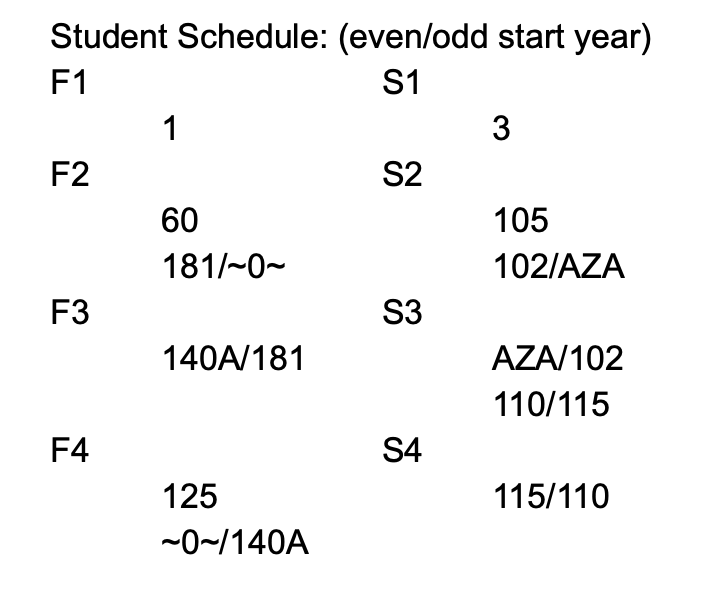 Student Schedule: (even/odd start year)
F1 S1
1 3
F2 S2
60 105
181/~0~ 102/AZA
F3 S3
140A/181 AZA/102
110/115
F4 S4
125 115/110
~0~/140A